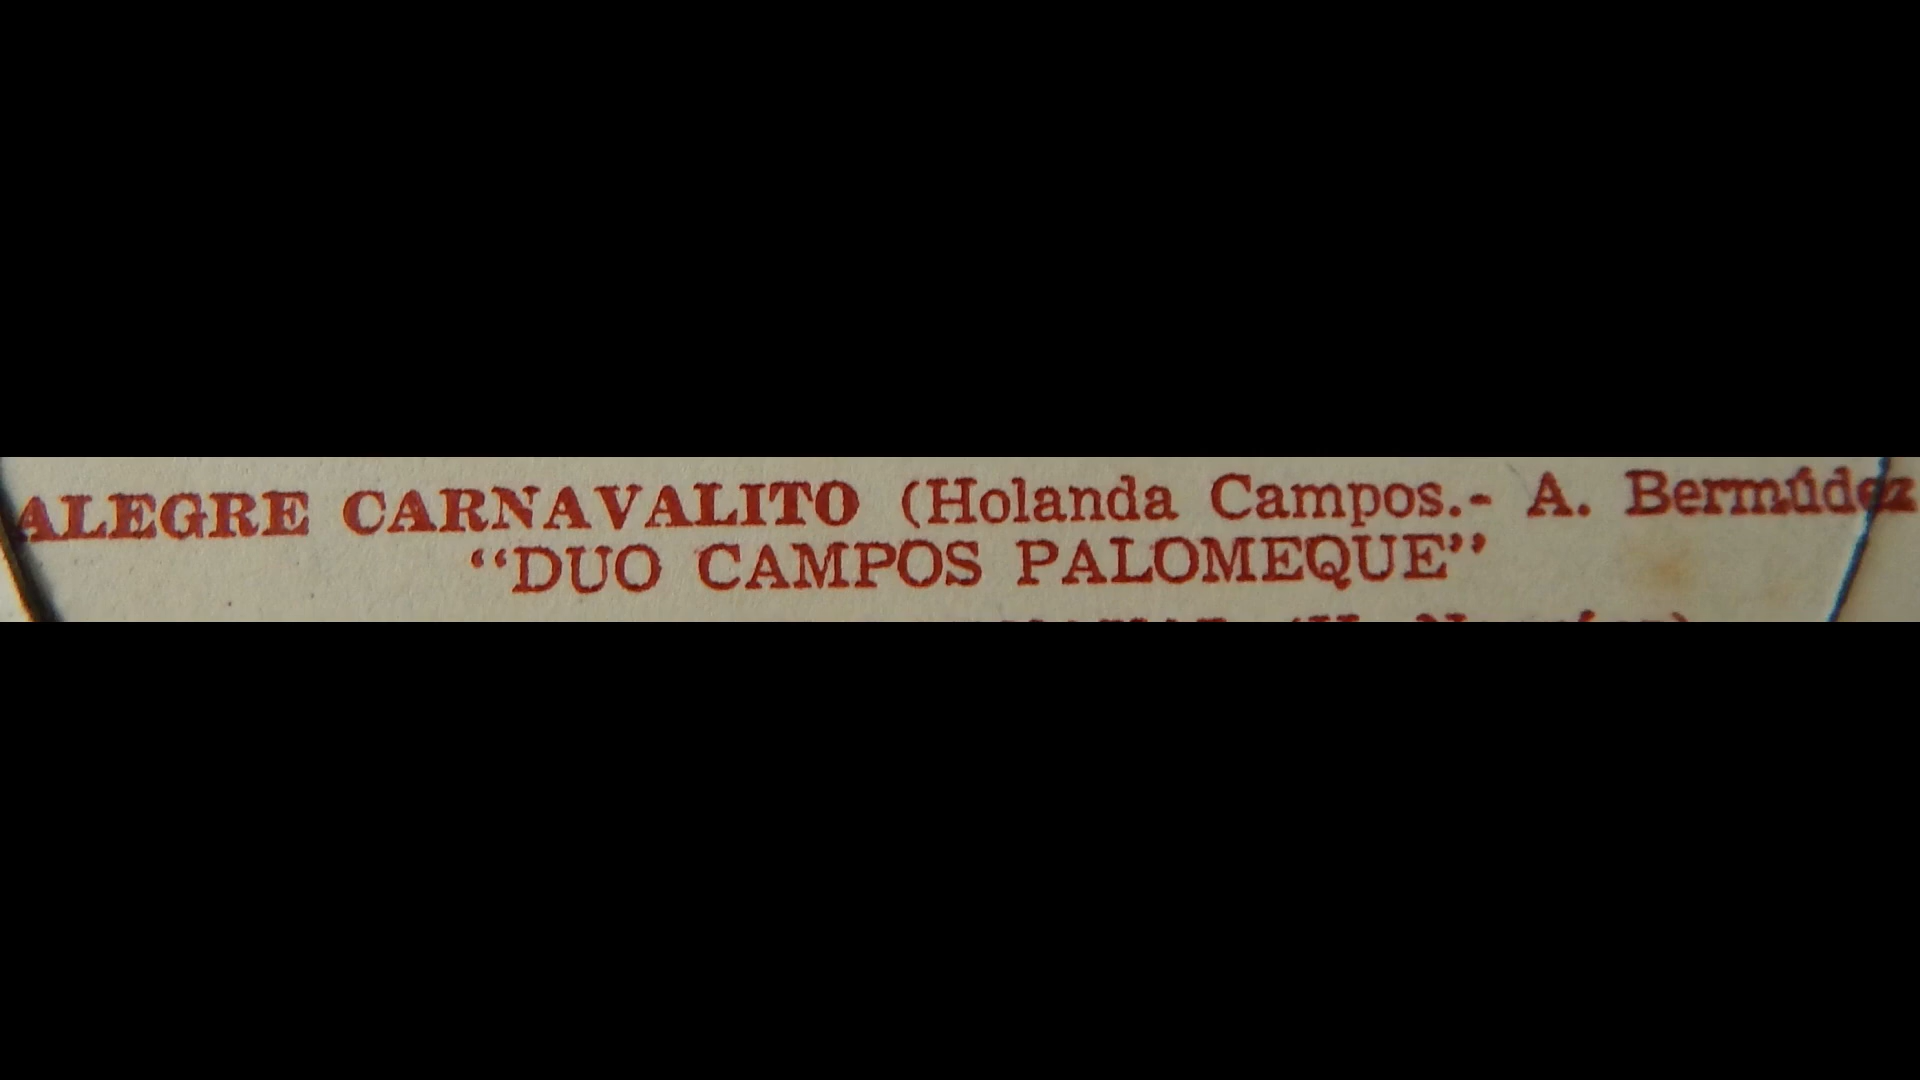 ALEGRE CARNAVALITO (Holanda Campos.- A. Bermúdez
“DUO CAMPOS PALOMEQUE”